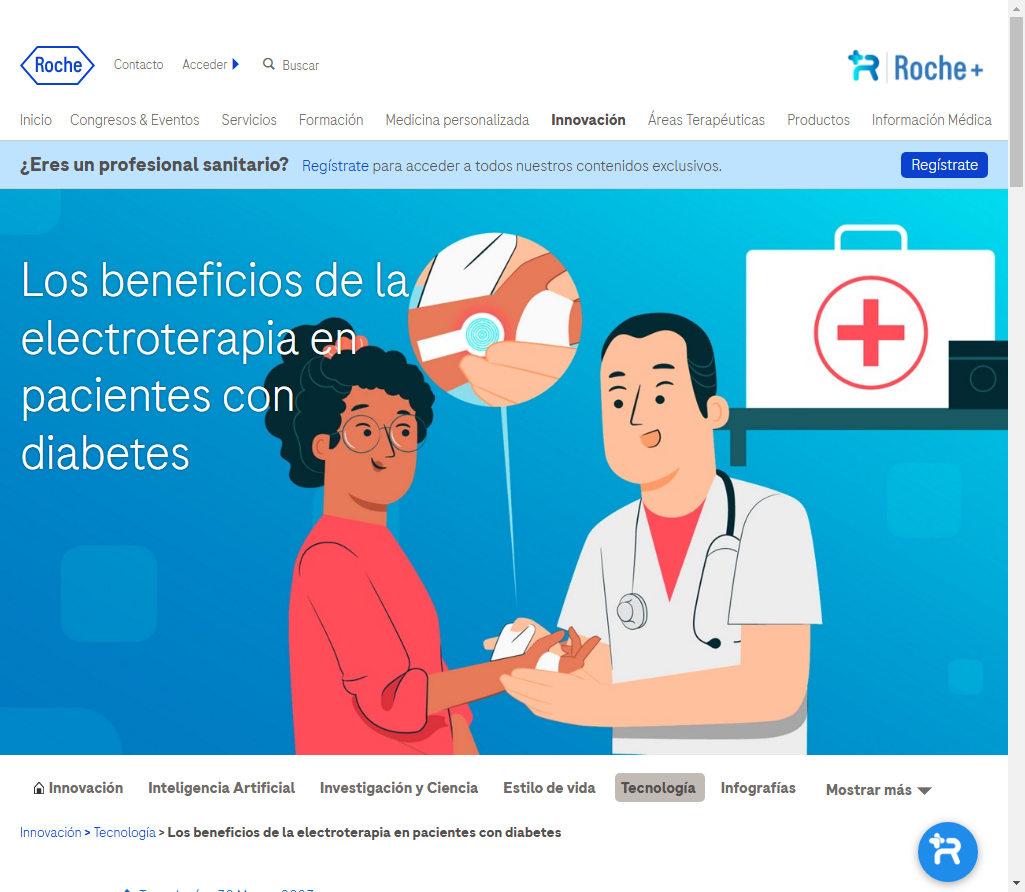 Roche
Contacto
Acceder
Buscar
Roche+
Inicio
Congresos & Eventos
Servicios
Formación
Medicina personalizada
Innovación
Áreas Terapéuticas
Productos
Información Médica
¿Eres un profesional sanitario?
Regístrate para acceder a todos nuestros contenidos exclusivos.
Regístrate
Los beneficios de la
electroterapia en
pacientes con
diabetes
Innovación
Inteligencia Artificial
Investigación y Ciencia
Estilo de vida
Tecnología
Infografías
Mostrar más
Innovación > Tecnología > Los beneficios de la electroterapia en pacientes con diabetes